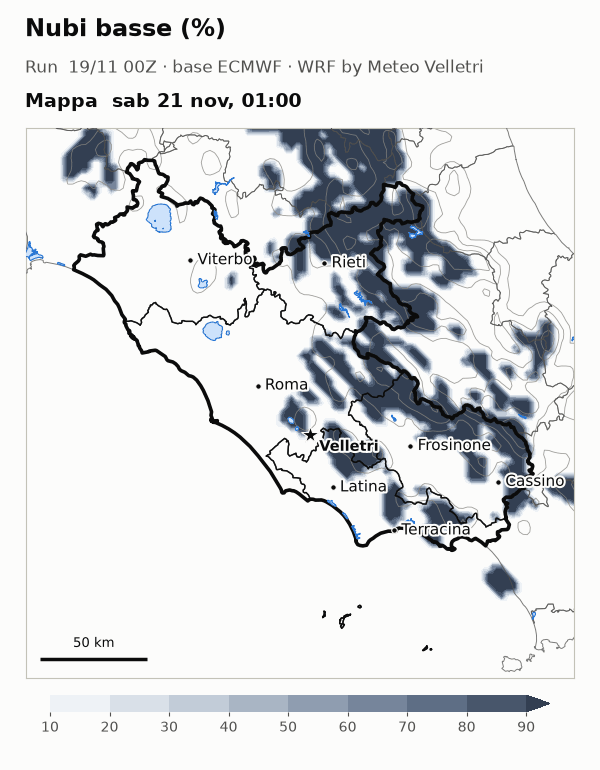 Nubi basse (%)
Run 19/11 00Z · base ECMWF · WRF by Meteo Velletri
Mappa sab 21 nov, 01:00
Viterbo
Rieti
Roma
Velletri
Frosinone
Latina
Cassino
Terracina
50 km
10 20 30 40 50 60 70 80 90